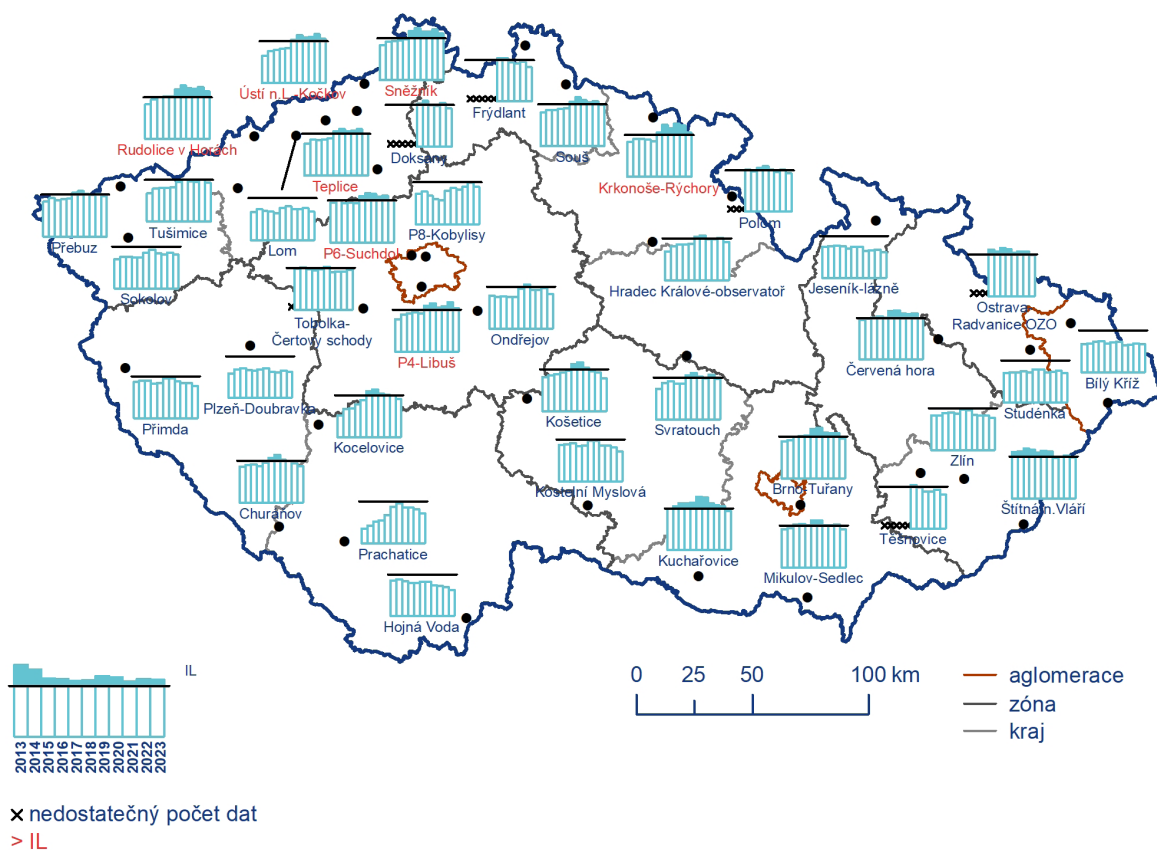 Ústí n.L.-Kočkov
Sněžník
Frýdlant
Rudolice v Horách
Doksany
Souš
Teplice
Krkonoše-Rýchory
Polom
Přebuz
Tušimice
Lom
P6-Suchdol
P8-Kobylisy
Sokolov
Hradec Králové-observatoř
Jeseník-lázně
Tobolka-
Čertovy schody
Ondřejov
Ostrava-
Radvanice OZO
P4-Libuš
Červená hora
Bílý Kříž
Přimda
Plzeň-Doubravka
Kocelovice
Košetice
Svratouch
Studénka
Zlín
Churáňov
Kostelní Myslová
Brno-Tuřany
Štítná n.Vláří
Těšnovice
Prachatice
Kuchařovice
Mikulov-Sedlec
Hojná Voda
IL
2013
2014
2015
2016
2017
2018
2019
2020
2021
2022
2023
0 25 50 100 km
aglomerace
zóna
kraj
× nedostatečný počet dat
> IL